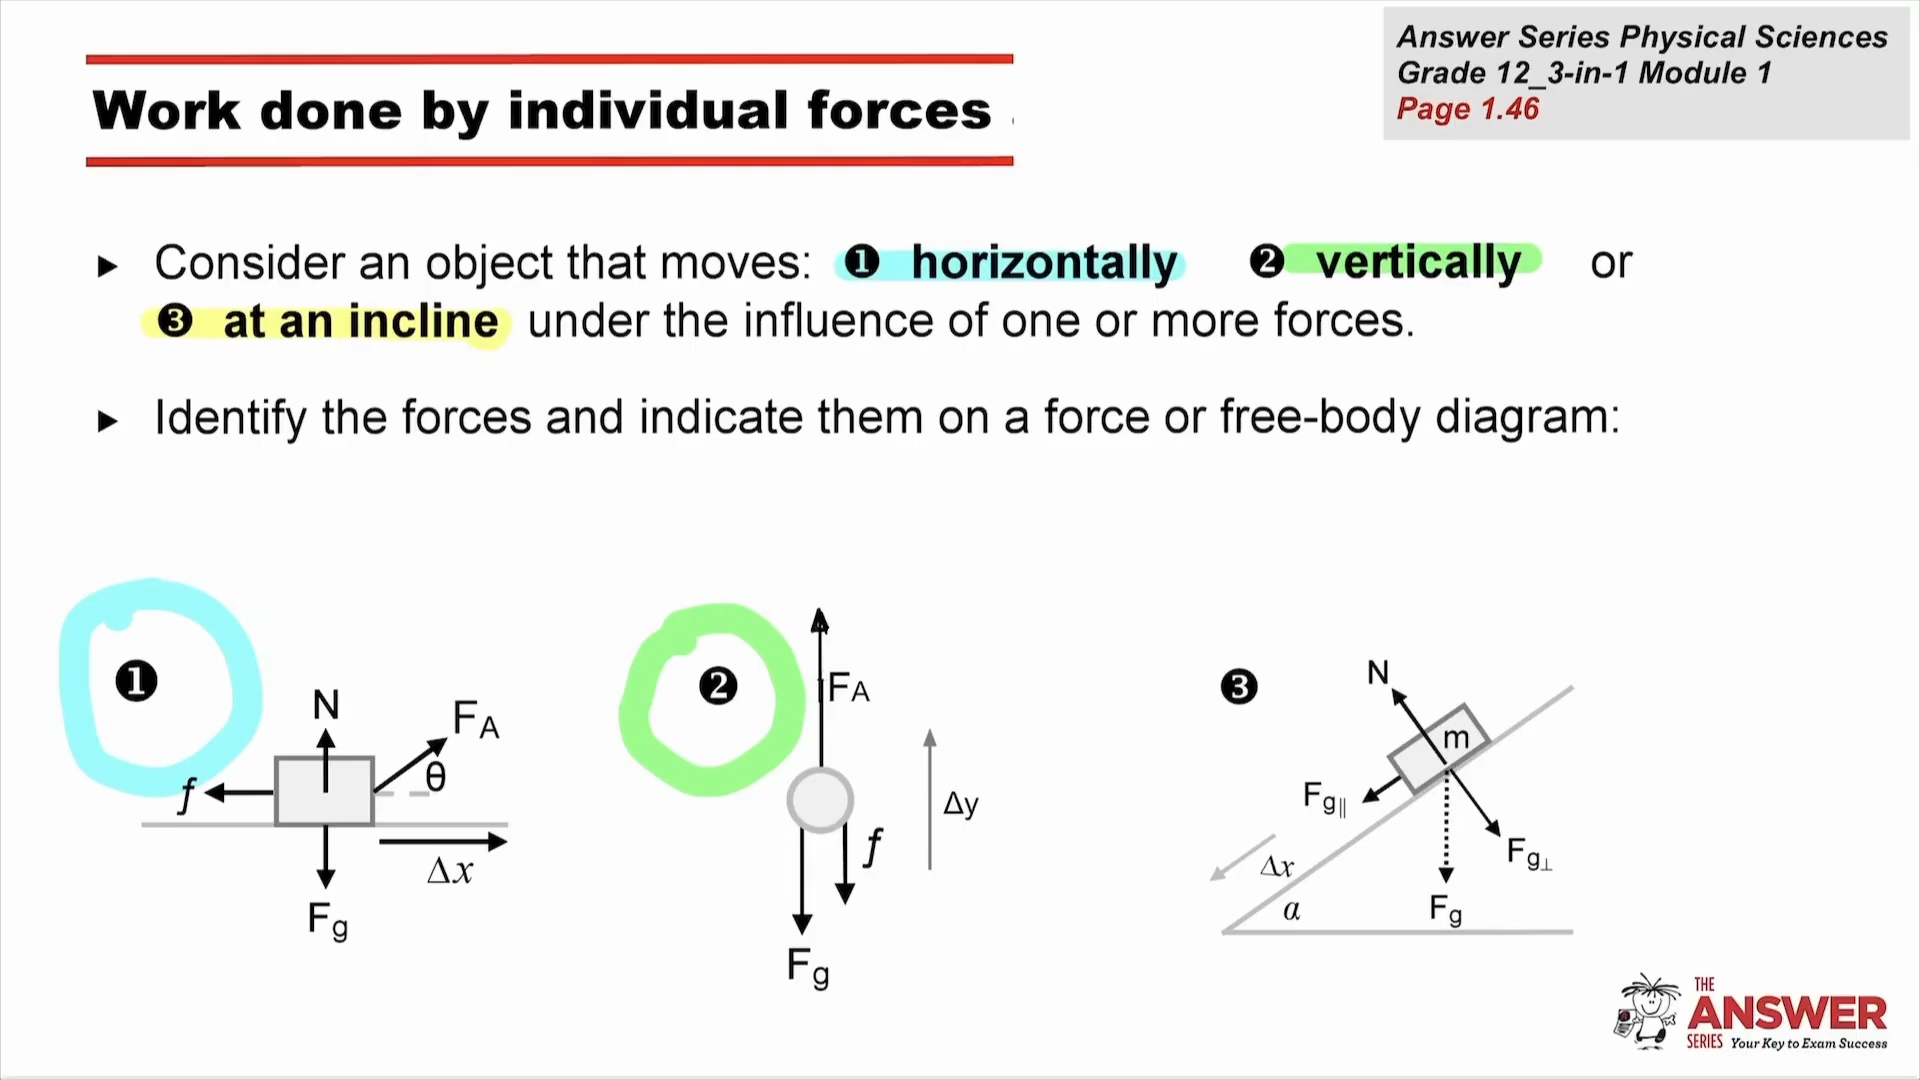 Answer Series Physical Sciences
Grade 12_3-in-1 Module 1
Page 1.46
Work done by individual forces
► Consider an object that moves: ❶ horizontally ❷ vertically or
❸ at an incline under the influence of one or more forces.
► Identify the forces and indicate them on a force or free-body diagram:
❶
N
FA
θ
f
Δx
Fg
❷
FA
Δy
f
Fg
❸
N
m
Fg||
Fg⊥
Δx
α
Fg
THE
ANSWER
SERIES Your Key to Exam Success